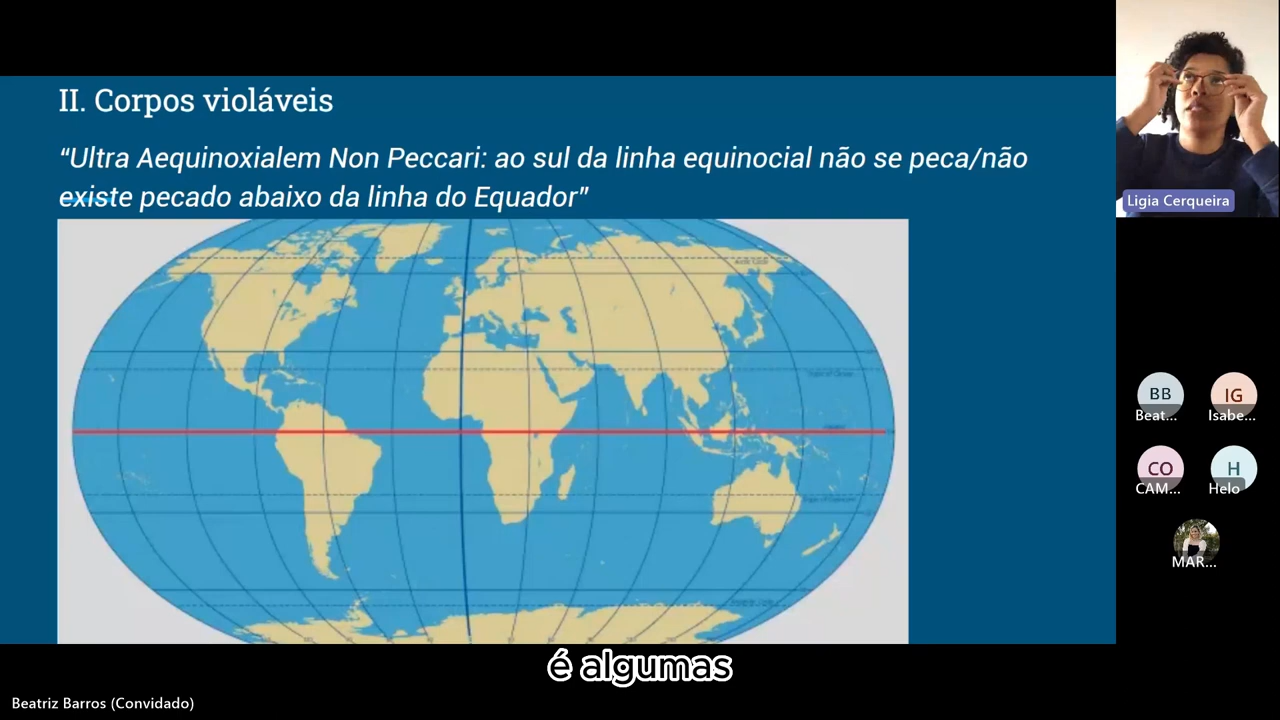 II. Corpos violáveis
“Ultra Aequinoxialem Non Peccari: ao sul da linha equinocial não se peca/não
existe pecado abaixo da linha do Equador”
Ligia Cerqueira
BB
Beat...
IG
Isabe...
CO
CAM...
H
Helo
MAR...
é algumas
Beatriz Barros (Convidado)